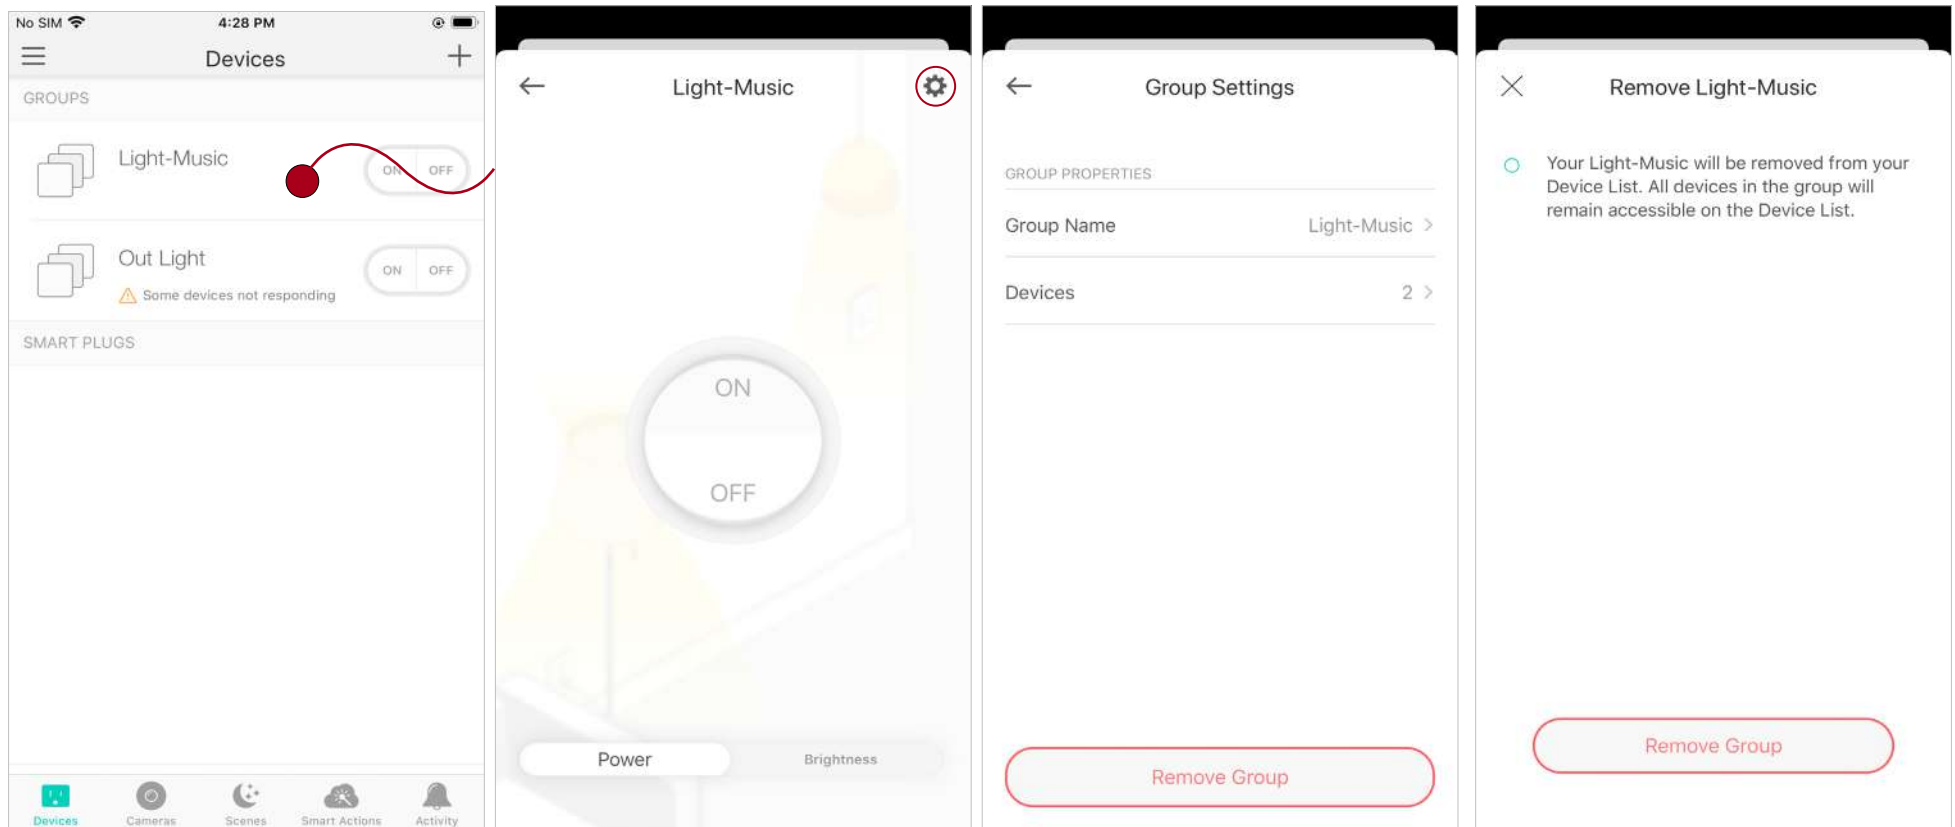 No SIM
4:28 PM
Devices
GROUPS
Light-Music
ON
OFF
Out Light
Some devices not responding
ON
OFF
SMART PLUGS
Devices
Cameras
Scenes
Smart Actions
Activity
Light-Music
ON
OFF
Power
Brightness
Group Settings
GROUP PROPERTIES
Group Name
Light-Music
Devices
2
Remove Group
Remove Light-Music
Your Light-Music will be removed from your
Device List. All devices in the group will
remain accessible on the Device List.
Remove Group